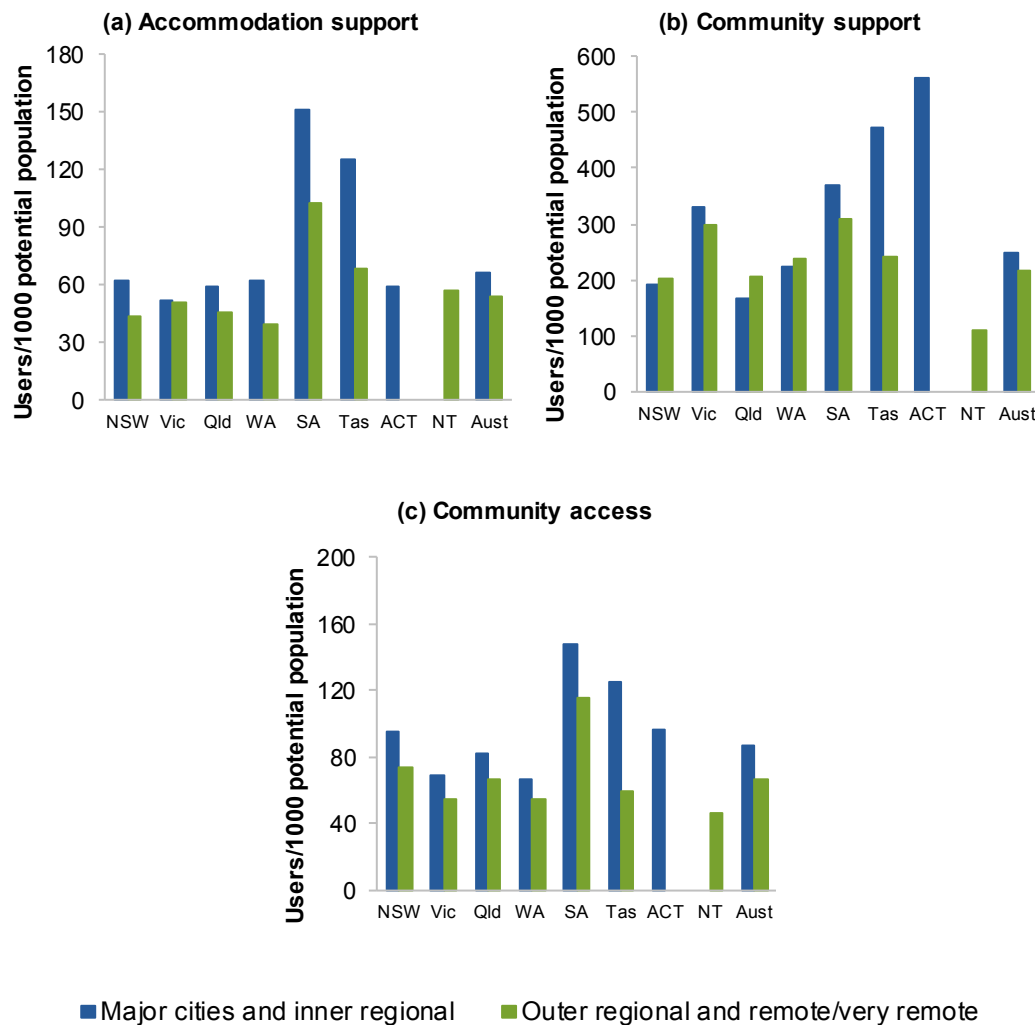 (a) Accommodation support
Users/1000 potential population
180
150
120
90
60
30
0
NSW Vic Qld WA SA Tas ACT NT Aust
(b) Community support
Users/1000 potential population
600
500
400
300
200
100
0
NSW Vic Qld WA SA Tas ACT NT Aust
(c) Community access
Users/1000 potential population
200
160
120
80
40
0
NSW Vic Qld WA SA Tas ACT NT Aust
Major cities and inner regional
Outer regional and remote/very remote